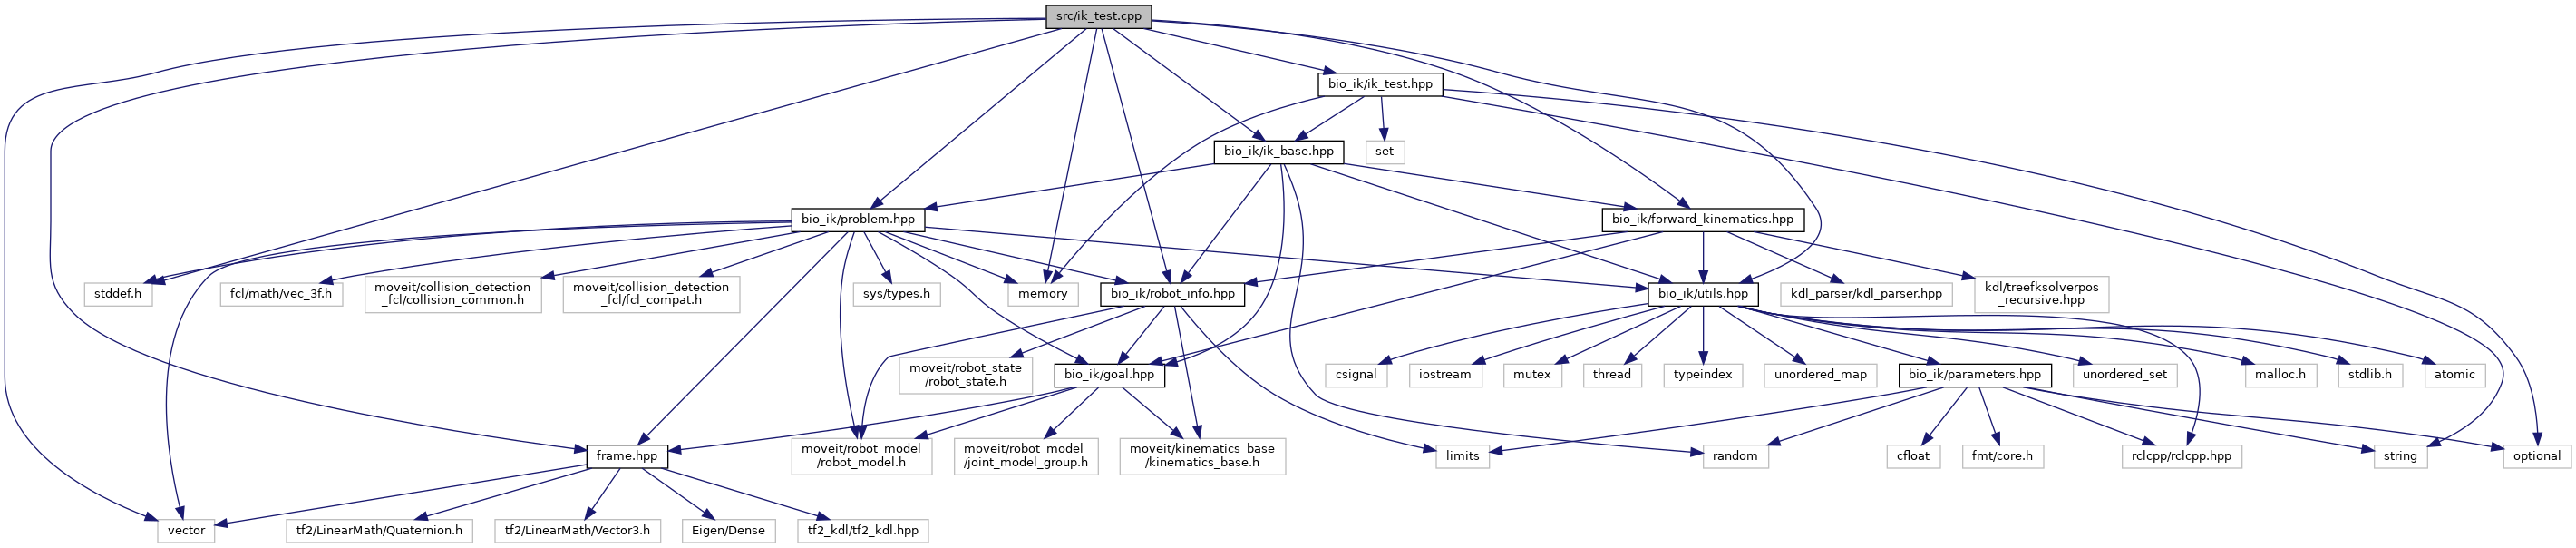 src/ik_test.cpp
bio_ik/ik_test.hpp
bio_ik/ik_base.hpp
set
bio_ik/problem.hpp
bio_ik/forward_kinematics.hpp
stddef.h
fcl/math/vec_3f.h
moveit/collision_detection
_fcl/collision_common.h
moveit/collision_detection
_fcl/fcl_compat.h
sys/types.h
memory
bio_ik/robot_info.hpp
bio_ik/utils.hpp
kdl_parser/kdl_parser.hpp
kdl/treefksolverpos
_recursive.hpp
moveit/robot_state
/robot_state.h
bio_ik/goal.hpp
csignal
iostream
mutex
thread
typeindex
unordered_map
bio_ik/parameters.hpp
unordered_set
malloc.h
stdlib.h
atomic
frame.hpp
moveit/robot_model
/robot_model.h
moveit/robot_model
/joint_model_group.h
moveit/kinematics_base
/kinematics_base.h
limits
random
cfloat
fmt/core.h
rclcpp/rclcpp.hpp
string
optional
vector
tf2/LinearMath/Quaternion.h
tf2/LinearMath/Vector3.h
Eigen/Dense
tf2_kdl/tf2_kdl.hpp